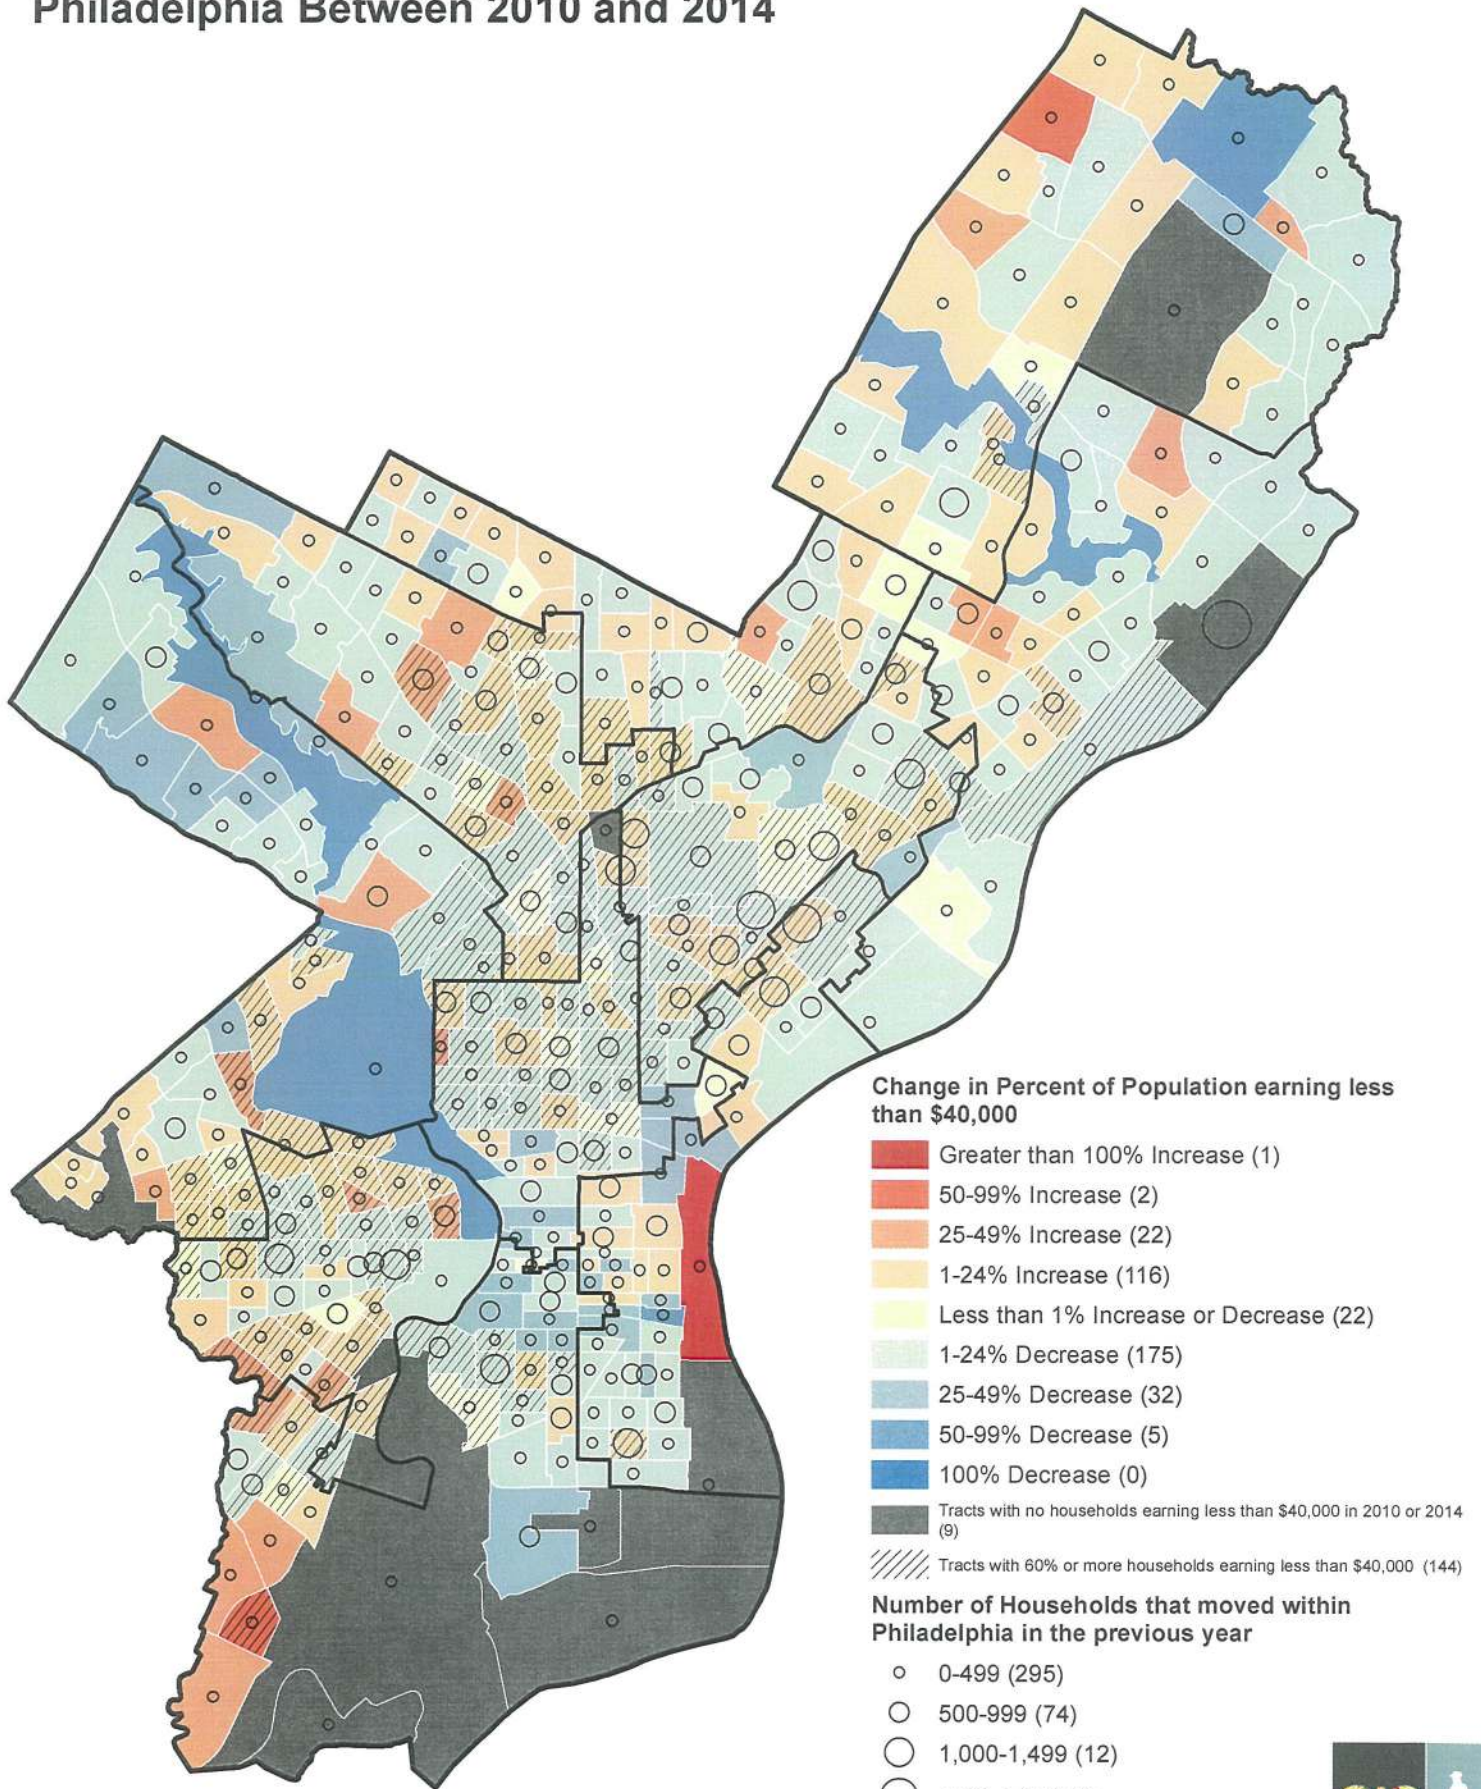 Philadelphia Between 2010 and 2014
Change in Percent of Population earning less
than $40,000
Greater than 100% Increase (1)
50-99% Increase (2)
25-49% Increase (22)
1-24% Increase (116)
Less than 1% Increase or Decrease (22)
1-24% Decrease (175)
25-49% Decrease (32)
50-99% Decrease (5)
100% Decrease (0)
Tracts with no households earning less than $40,000 in 2010 or 2014
(9)
Tracts with 60% or more households earning less than $40,000 (144)
Number of Households that moved within
Philadelphia in the previous year
0-499 (295)
500-999 (74)
1,000-1,499 (12)